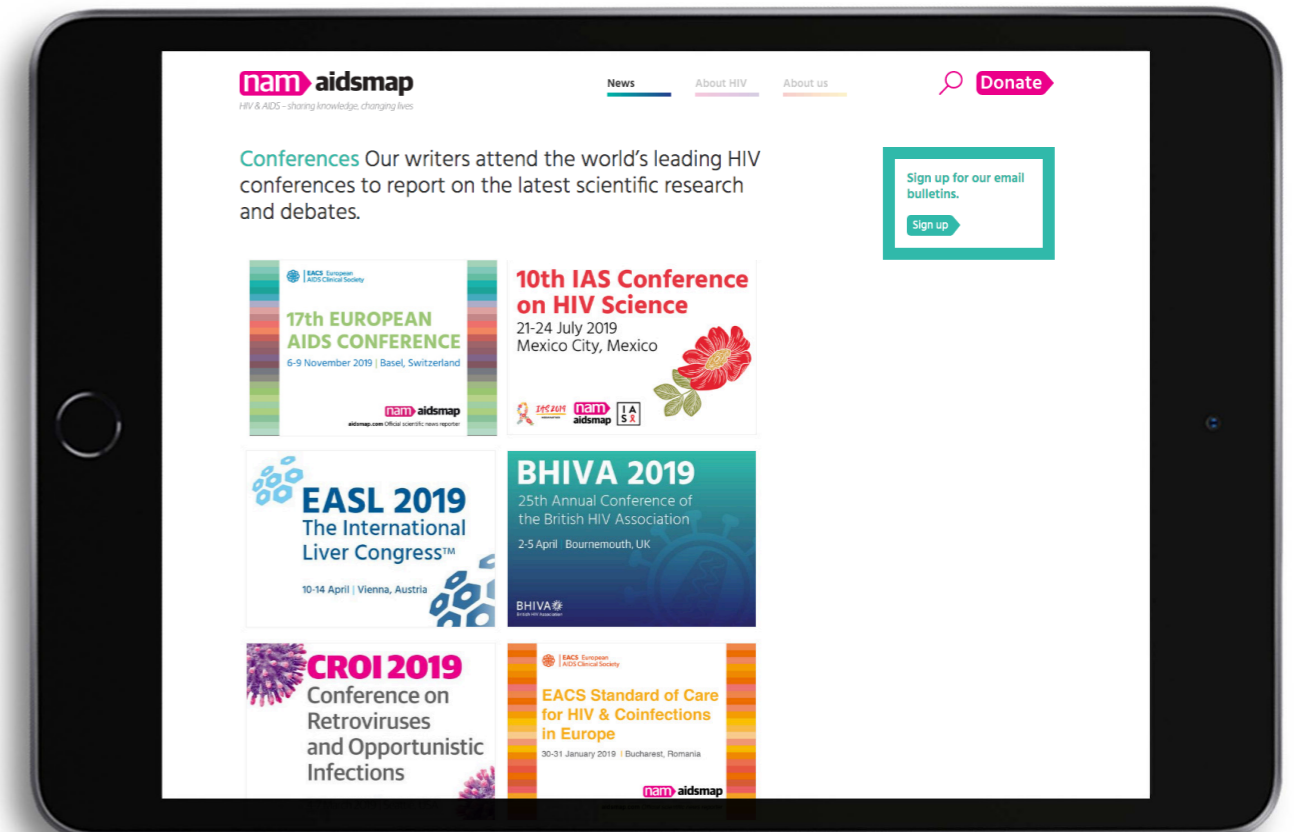 nam aidsmap
HIV & AIDS – sharing knowledge, changing lives
News
About HIV
About us
Donate
Conferences Our writers attend the world's leading HIV
conferences to report on the latest scientific research
and debates.
Sign up for our email
bulletins.
Sign up
EACS European
AIDS Clinical Society
17th EUROPEAN
AIDS CONFERENCE
6-9 November 2019 | Basel, Switzerland
nam aidsmap
aidsmap.com Official scientific news reporter
10th IAS Conference
on HIV Science
21-24 July 2019
Mexico City, Mexico
IAS 2019
nam
aidsmap
IAS
EASL 2019
The International
Liver Congress™
10-14 April | Vienna, Austria
BHIVA 2019
25th Annual Conference of
the British HIV Association
2-5 April Bournemouth, UK
BHIVA
British HIV Association
CROI 2019
Conference on
Retroviruses
and Opportunistic
Infections
EACS European
AIDS Clinical Society
EACS Standard of Care
for HIV & Coinfections
in Europe
30-31 January 2019 | Bucharest, Romania
nam aidsmap